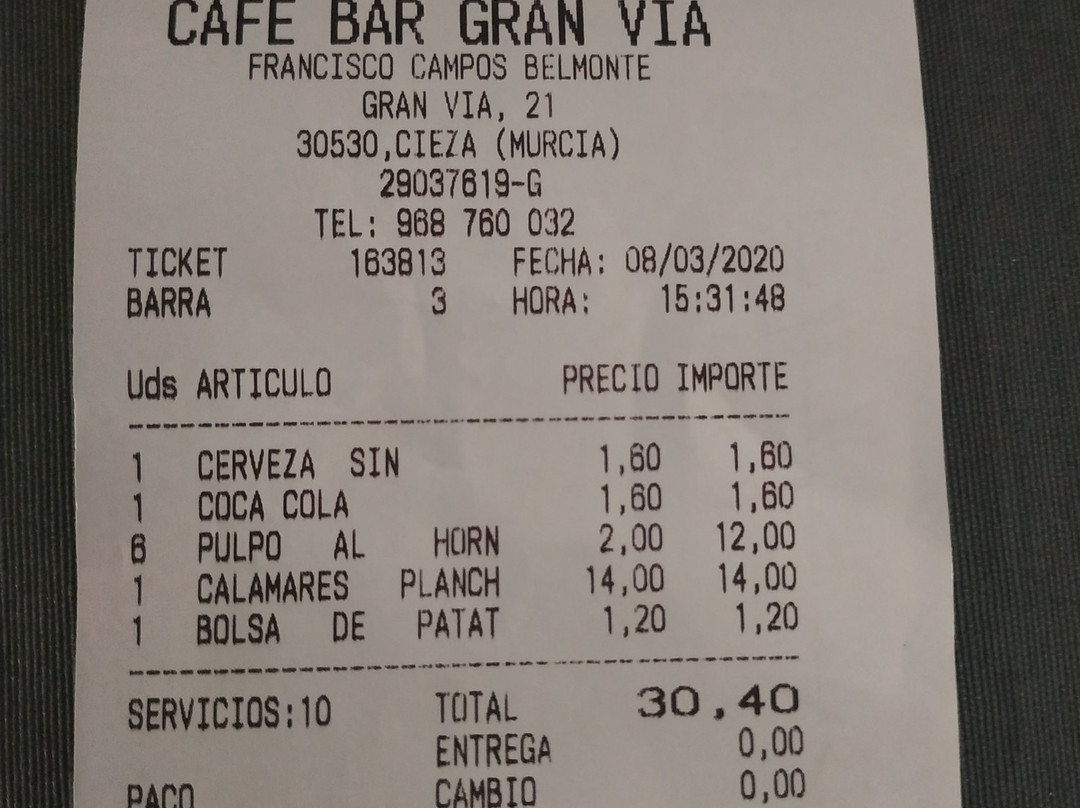 CAFE BAR GRAN VIA
FRANCISCO CAMPOS BELMONTE
GRAN VIA, 21
30530,CIEZA (MURCIA)
29037619-G
TEL: 968 760 032
TICKET 163813 FECHA: 08/03/2020
BARRA 3 HORA: 15:31:48
Uds ARTICULO PRECIO IMPORTE
1 CERVEZA SIN 1,60 1,60
1 COCA COLA 1,60 1,60
6 PULPO AL HORN 2,00 12,00
1 CALAMARES PLANCH 14,00 14,00
1 BOLSA DE PATAT 1,20 1,20
SERVICIOS:10 TOTAL 30,40
ENTREGA 0,00
PACO CAMBIO 0,00